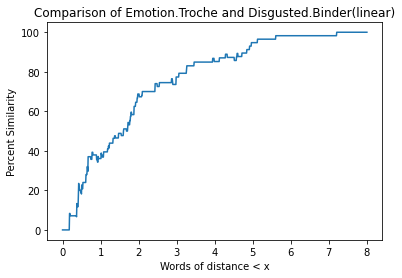 Comparison of Emotion.Troche and Disgusted.Binder(linear)
Percent Similarity
100
80
60
40
20
0
0 1 2 3 4 5 6 7 8
Words of distance < x